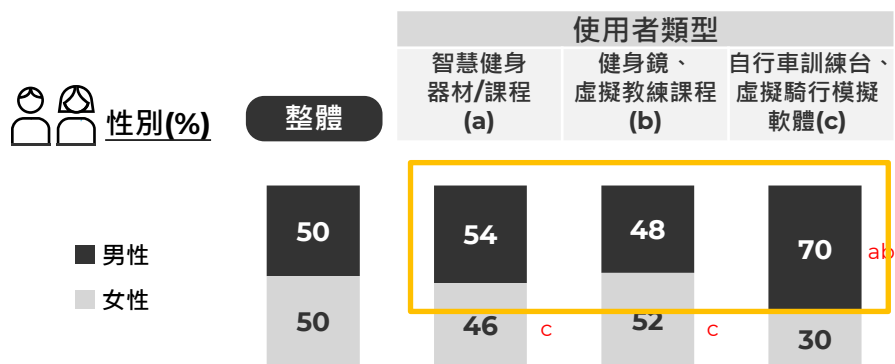 使用者類型
智慧健身
器材/課程
(a)
健身鏡、
虛擬教練課程
(b)
自行車訓練台、
虛擬騎行模擬
軟體(c)
性別(%)
整體
男性
女性
50
54
48
70
ab
50
46
c
52
c
30